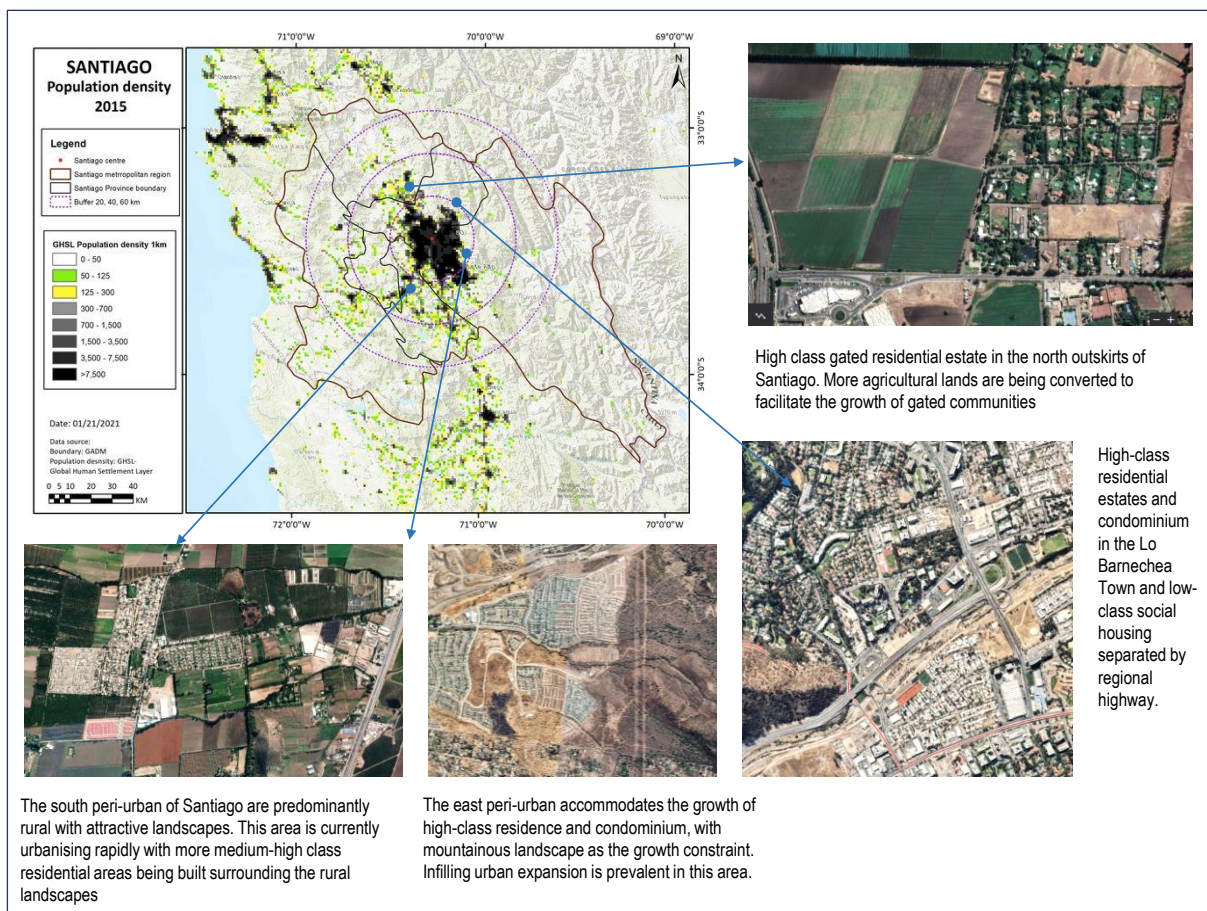 SANTIAGO
Population density
2015
Legend
Santiago centre
Santiago metropolitan region
Santiago Province boundary
Buffer 20, 40, 60 km
GHSL Population density 1km
0 - 50
50 - 125
125 - 300
300 -700
700 - 1,500
1,500 - 3,500
3,500 - 7,500
>7,500
Date: 01/21/2021
Data source:
Boundary: GADM
Population desnsity: GHSL-
Global Human Settlement Layer
0 5 10 20 30 40
KM
71°0'0"W
70°0'0"W
69°0'0"W
N
33°0'0"S
34°0'0"S
72°0'0"W
71°0'0"W
70°0'0"W
High class gated residential estate in the north outskirts of
Santiago. More agricultural lands are being converted to
facilitate the growth of gated communities
High-class
residential
estates and
condominium
in the Lo
Barnechea
Town and low-
class social
housing
separated by
regional
highway.
The south peri-urban of Santiago are predominantly
rural with attractive landscapes. This area is currently
urbanising rapidly with more medium-high class
residential areas being built surrounding the rural
landscapes
The east peri-urban accommodates the growth of
high-class residence and condominium, with
mountainous landscape as the growth constraint.
Infilling urban expansion is prevalent in this area.